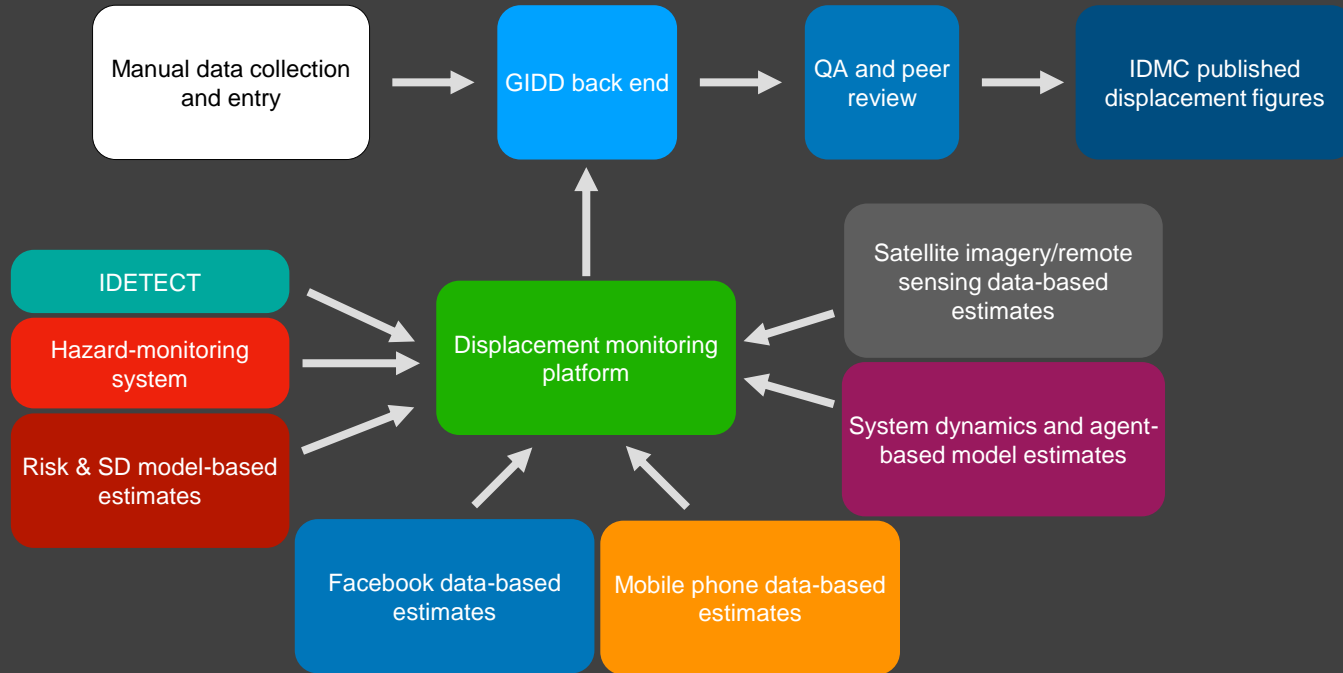 Manual data collection
and entry
GIDD back end
QA and peer
review
IDMC published
displacement figures
IDETECT
Hazard-monitoring
system
Risk & SD model-based
estimates
Displacement monitoring
platform
Satellite imagery/remote
sensing data-based
estimates
System dynamics and agent-
based model estimates
Facebook data-based
estimates
Mobile phone data-based
estimates